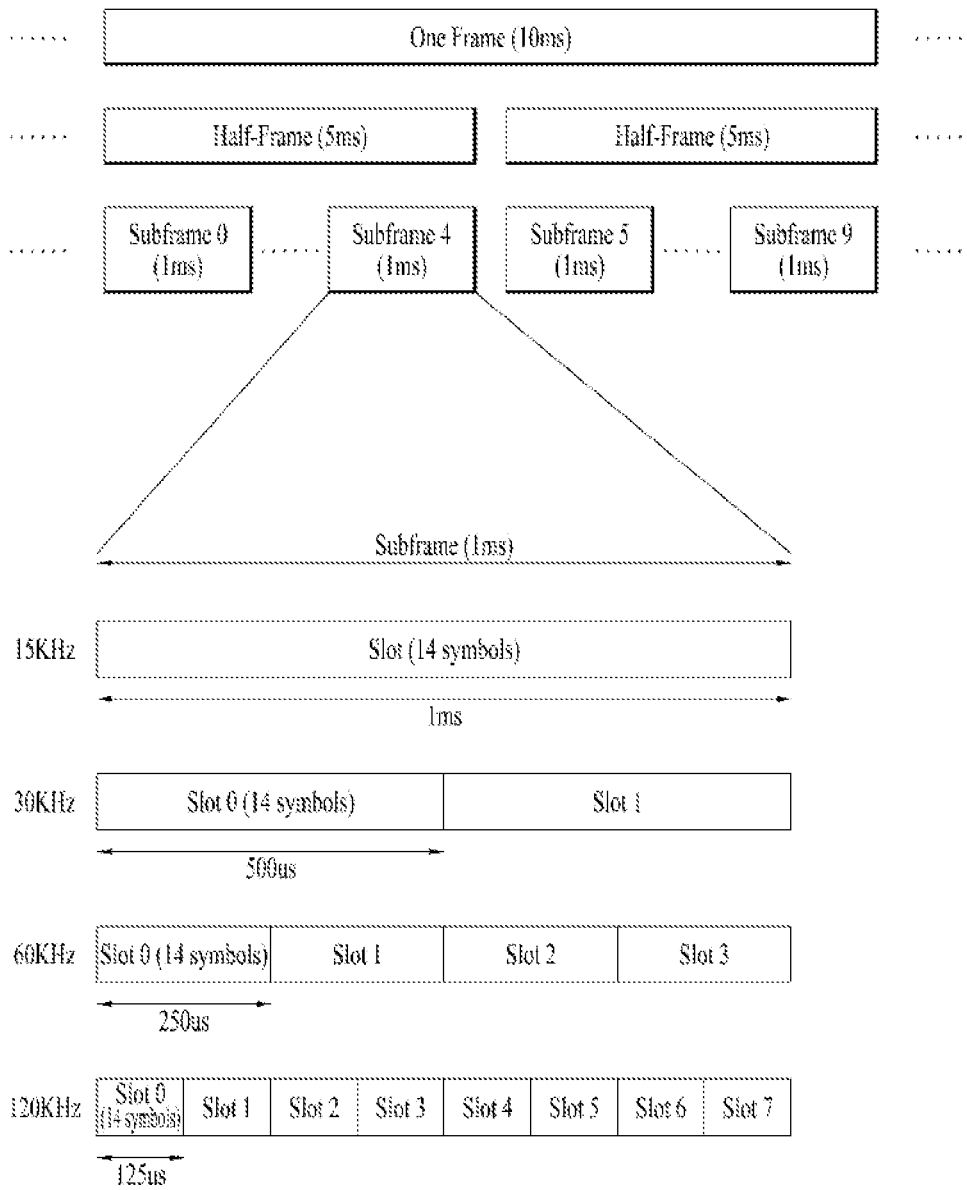 One Frame (10ms)
Half-Frame (5ms) Half-Frame (5ms)
Subframe 0 Subframe 4 Subframe 5 Subframe 9
(1ms) (1ms) (1ms) (1ms)
Subframe (1ms)
15KHz Slot (14 symbols)
1ms
30KHz Slot 0 (14 symbols) Slot 1
500us
60KHz Slot 0 (14 symbols) Slot 1 Slot 2 Slot 3
250us
120KHz Slot 0 (14 symbols) Slot 1 Slot 2 Slot 3 Slot 4 Slot 5 Slot 6 Slot 7
125us